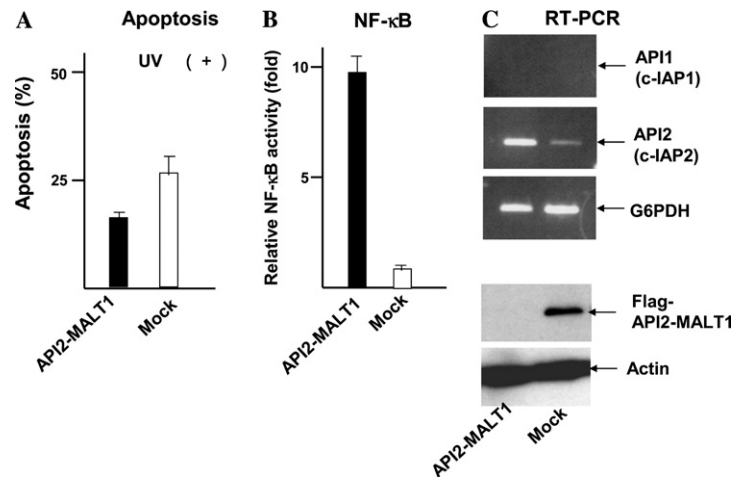 A
Apoptosis
UV ( + )
Apoptosis (%)
50
25
API2-MALT1
Mock
B
NF-κB
Relative NF-κB activity (fold)
10
5
API2-MALT1
Mock
C
RT-PCR
API1
(c-IAP1)
API2
(c-IAP2)
G6PDH
Flag-
API2-MALT1
Actin
API2-MALT1
Mock